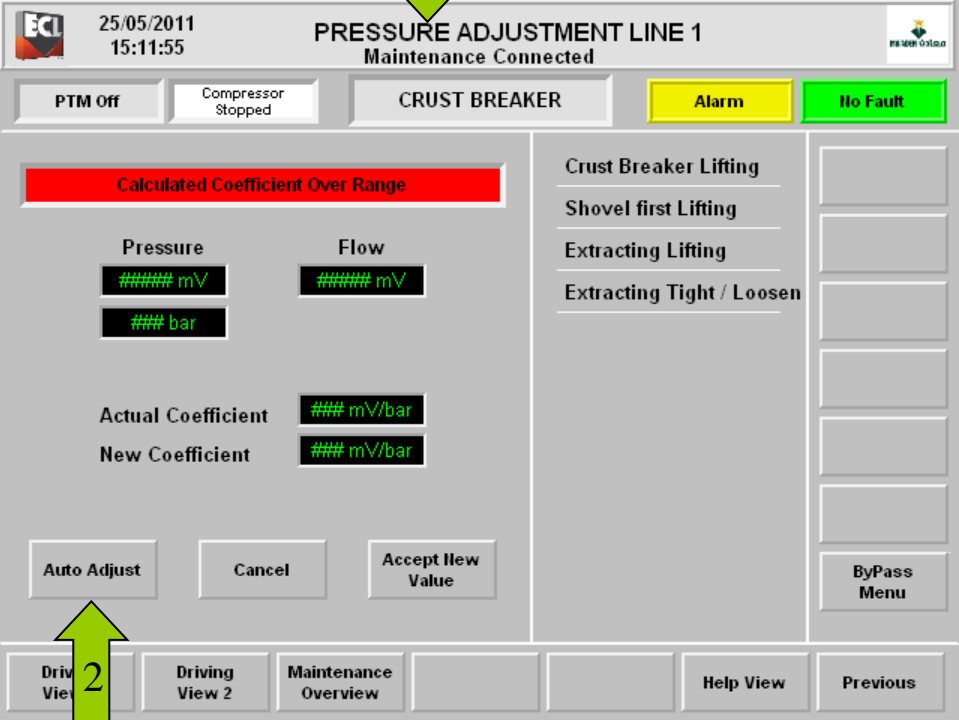 ECL
25/05/2011
15:11:55
PRESSURE ADJUSTMENT LINE 1
Maintenance Connected
PTM Off
Compressor
Stopped
CRUST BREAKER
Alarm
No Fault
Calculated Coefficient Over Range
Pressure
Flow
##### mV
##### mV
### bar
Actual Coefficient
### mV/bar
New Coefficient
### mV/bar
Crust Breaker Lifting
Shovel first Lifting
Extracting Lifting
Extracting Tight / Loosen
Auto Adjust
Cancel
Accept New
Value
ByPass
Menu
2
Driving
View 2
Maintenance
Overview
Help View
Previous